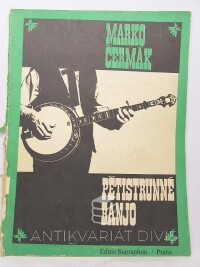 MARKO
ČERMÁK
PĚTISTRUNNÉ
BANJO
ANTIKVARIÁT DIVIŠ
Editio Supraphon • Praha